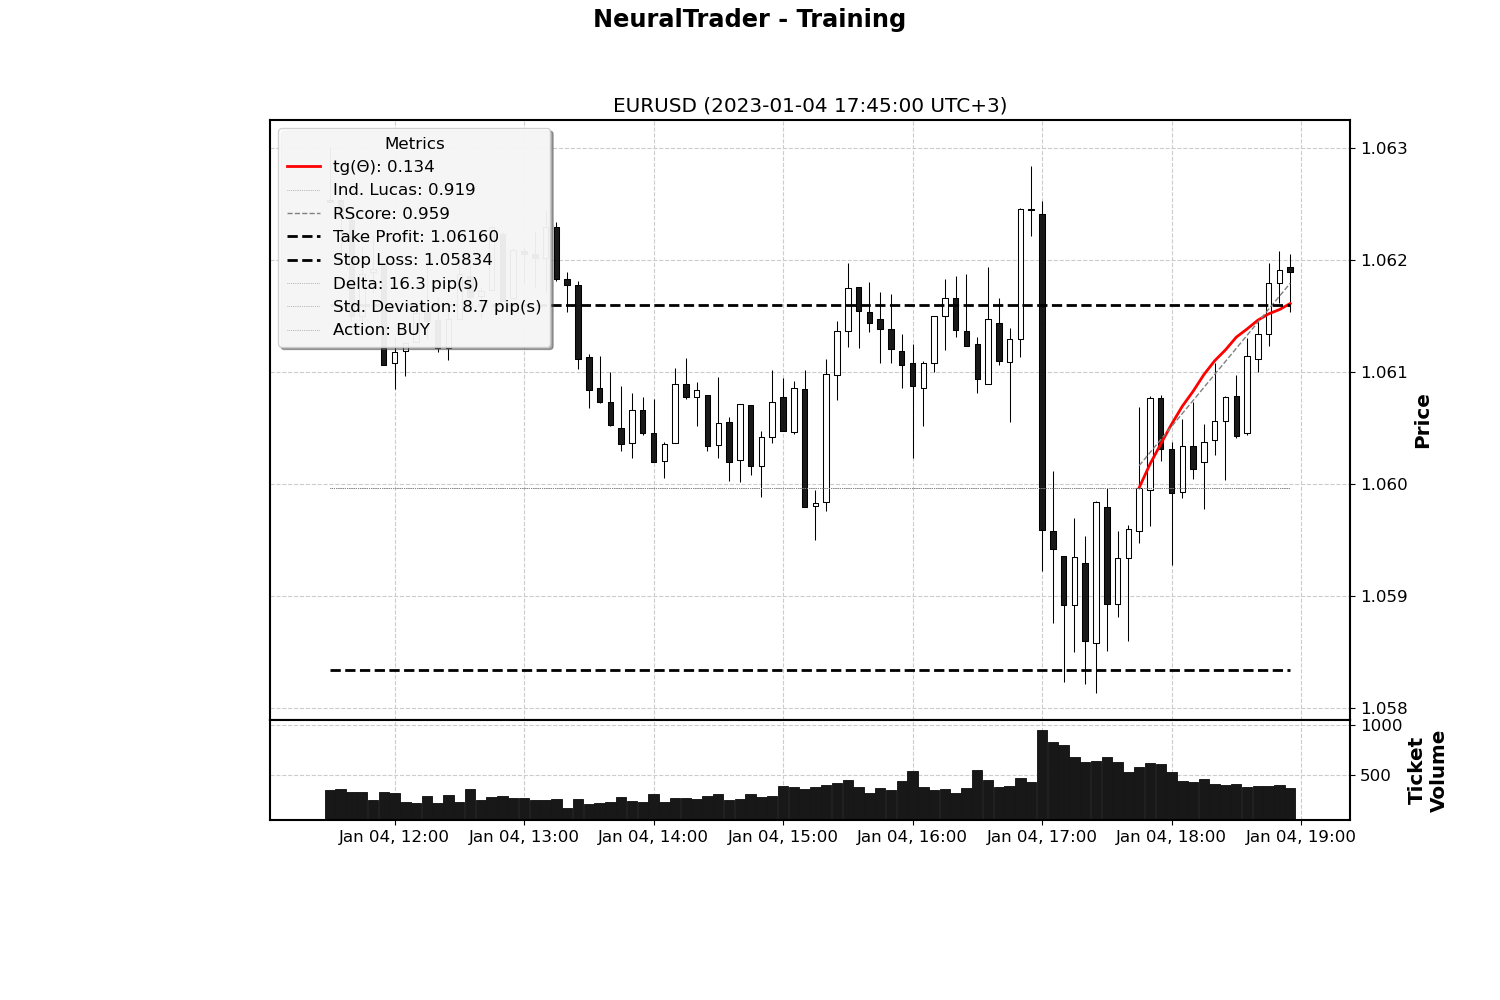 NeuralTrader - Training
EURUSD (2023-01-04 17:45:00 UTC+3)
Metrics
tg(Θ): 0.134
Ind. Lucas: 0.919
RScore: 0.959
Take Profit: 1.06160
Stop Loss: 1.05834
Delta: 16.3 pip(s)
Std. Deviation: 8.7 pip(s)
Action: BUY
1.063
1.062
1.061
1.060
1.059
1.058
Price
1000
500
Ticket
Volume
Jan 04, 12:00
Jan 04, 13:00
Jan 04, 14:00
Jan 04, 15:00
Jan 04, 16:00
Jan 04, 17:00
Jan 04, 18:00
Jan 04, 19:00